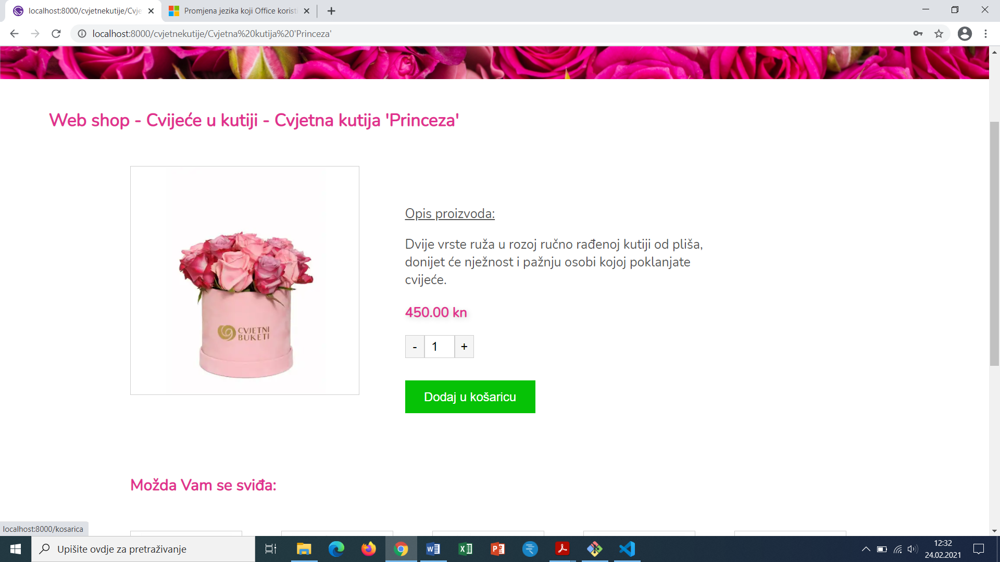 localhost:8000/cvjetnekutije/Cvje
Promjena jezika koji Office koristi
localhost:8000/cvjetnekutije/Cvjetna%20kutija%20'Princeza'
Web shop - Cvijeće u kutiji - Cvjetna kutija 'Princeza'
CVJETNI
BUKETI
Opis proizvoda:
Dvije vrste ruža u rozoj ručno rađenoj kutiji od pliša,
donijet će nježnost i pažnju osobi kojoj poklanjate
cvijeće.
450.00 kn
- 1 +
Dodaj u košaricu
Možda Vam se sviđa:
localhost:8000/kosarica
Upišite ovdje za pretraživanje
12:32
24.02.2021